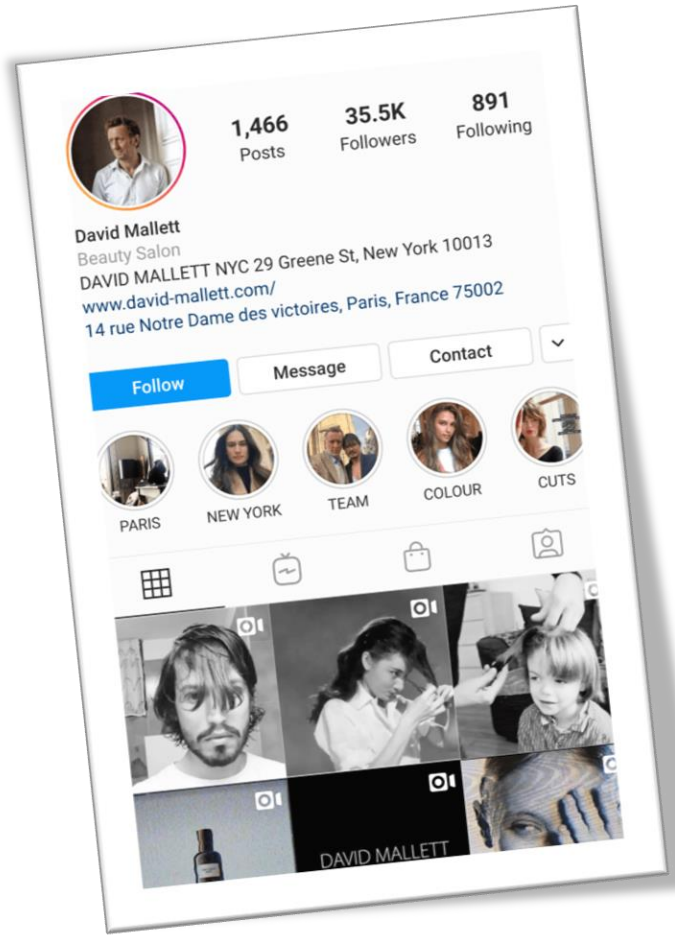 1,466 35.5K 891
Posts Followers Following
David Mallett
Beauty Salon
DAVID MALLETT NYC 29 Greene St, New York 10013
www.david-mallett.com/
14 rue Notre Dame des victoires, Paris, France 75002
Follow Message Contact
PARIS NEW YORK TEAM COLOUR CUTS
DAVID MALLETT